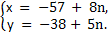 x = −57 + 8n,
y = −38 + 5n.